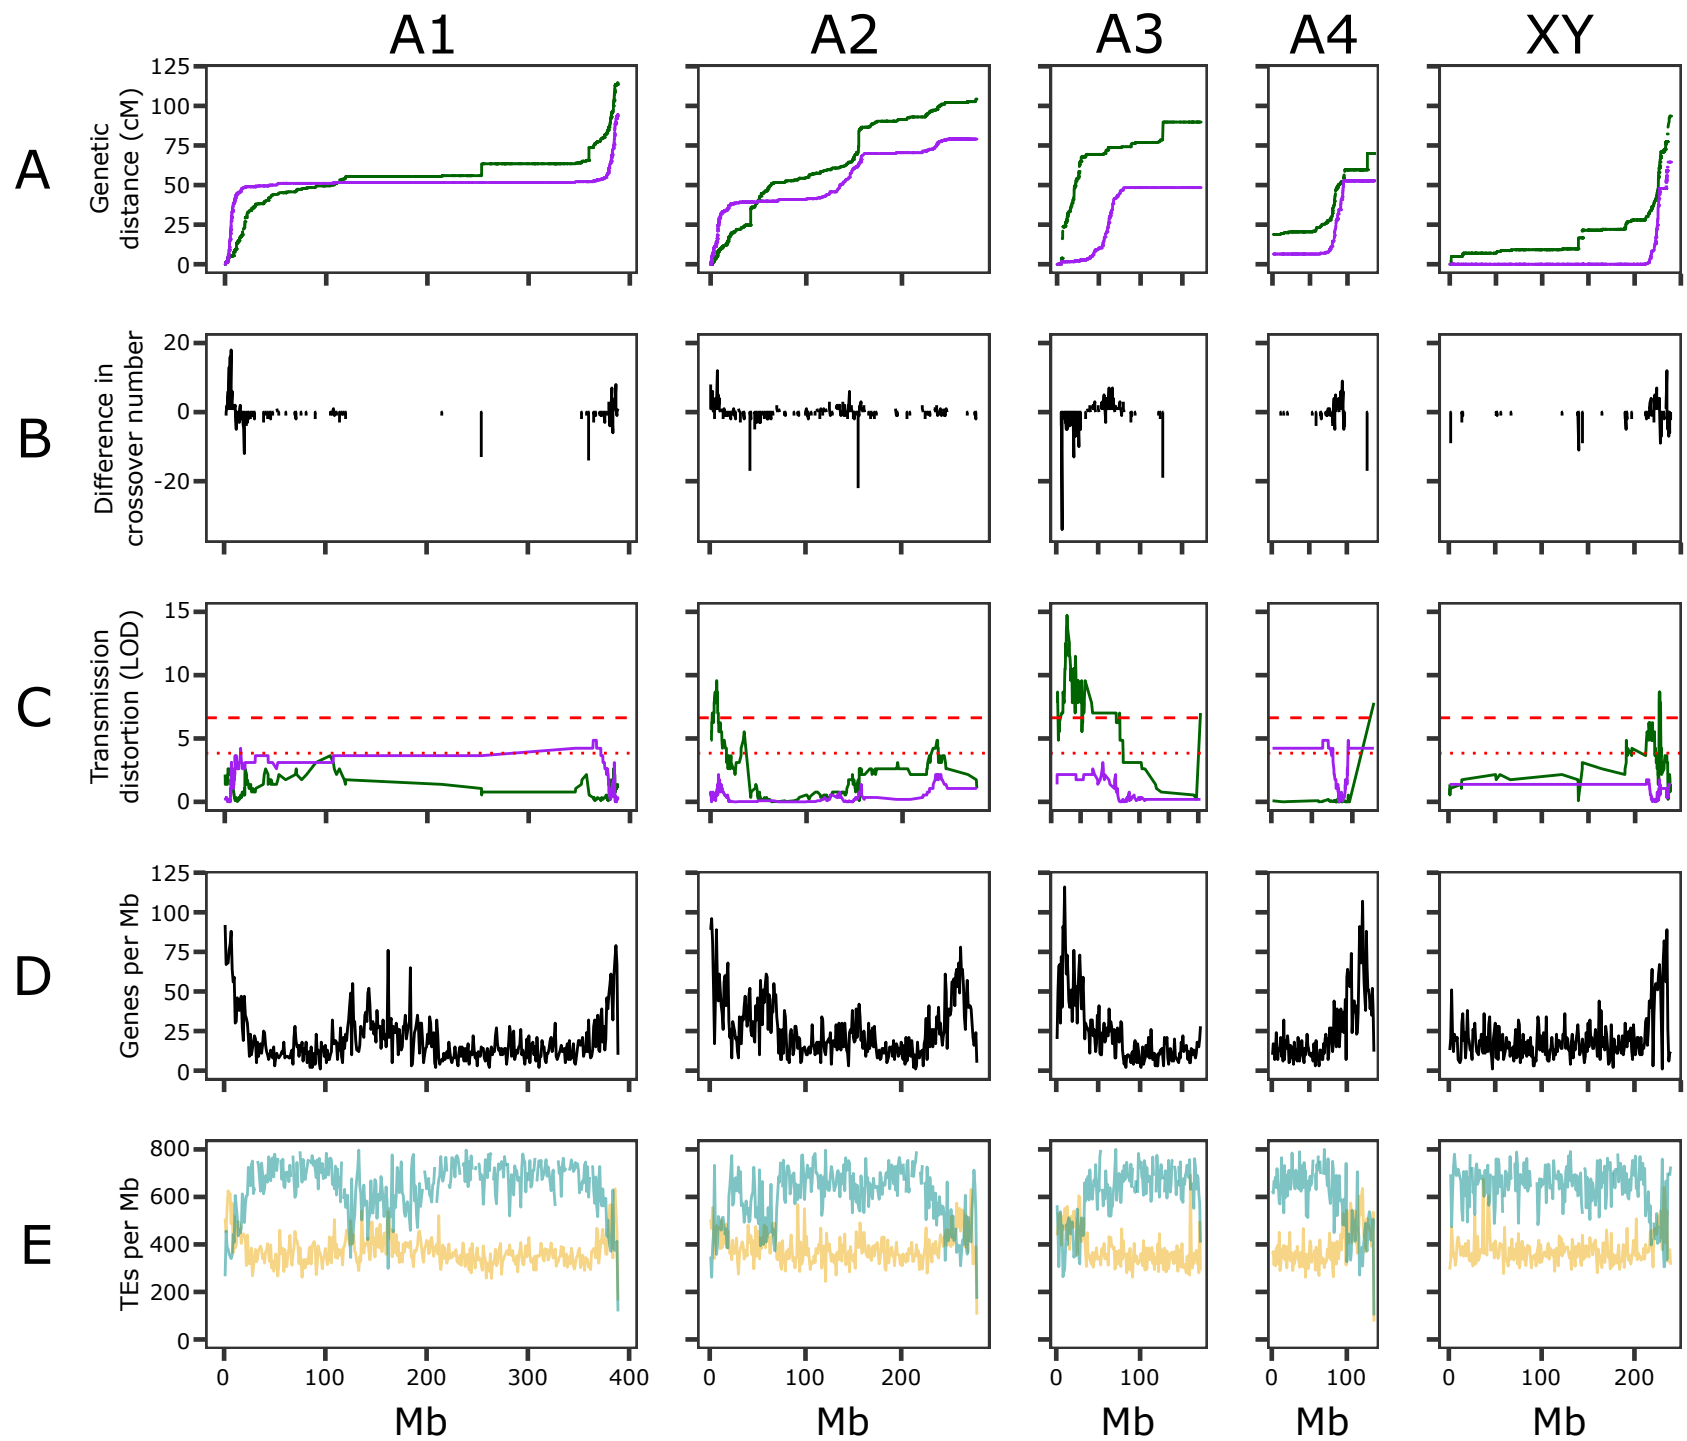 A1 A2 A3 A4 XY
A
Genetic
distance (cM)
125
100
75
50
25
0
B
Difference in
crossover number
20
0
-20
C
Transmission
distortion (LOD)
15
10
5
0
D
Genes per Mb
125
100
75
50
25
0
E
TEs per Mb
800
600
400
200
0
0 100 200 300 400 0 100 200 0 100 0 100 0 100 200
Mb Mb Mb Mb Mb